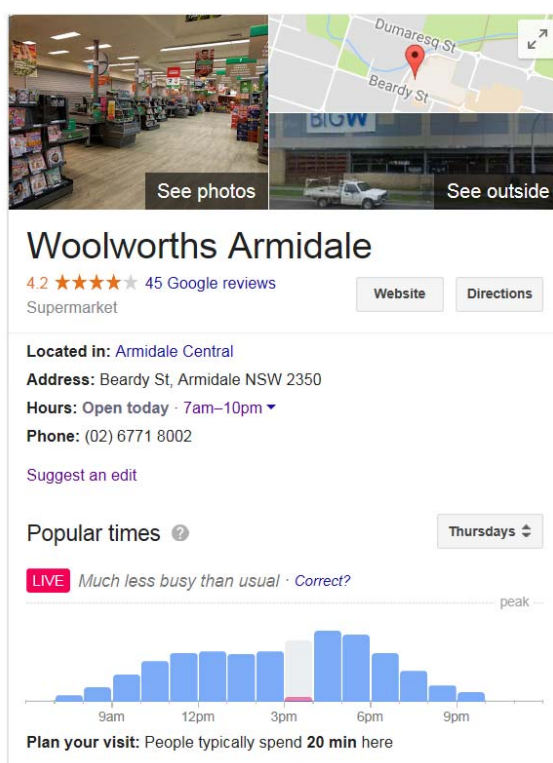 Dumaresq St
Beardy St
BIGW
See photos
See outside
Woolworths Armidale
4.2 45 Google reviews
Website
Directions
Supermarket
Located in: Armidale Central
Address: Beardy St, Armidale NSW 2350
Hours: Open today · 7am–10pm
Phone: (02) 6771 8002
Suggest an edit
Popular times
Thursdays
LIVE Much less busy than usual · Correct?
peak
9am 12pm 3pm 6pm 9pm
Plan your visit: People typically spend 20 min here